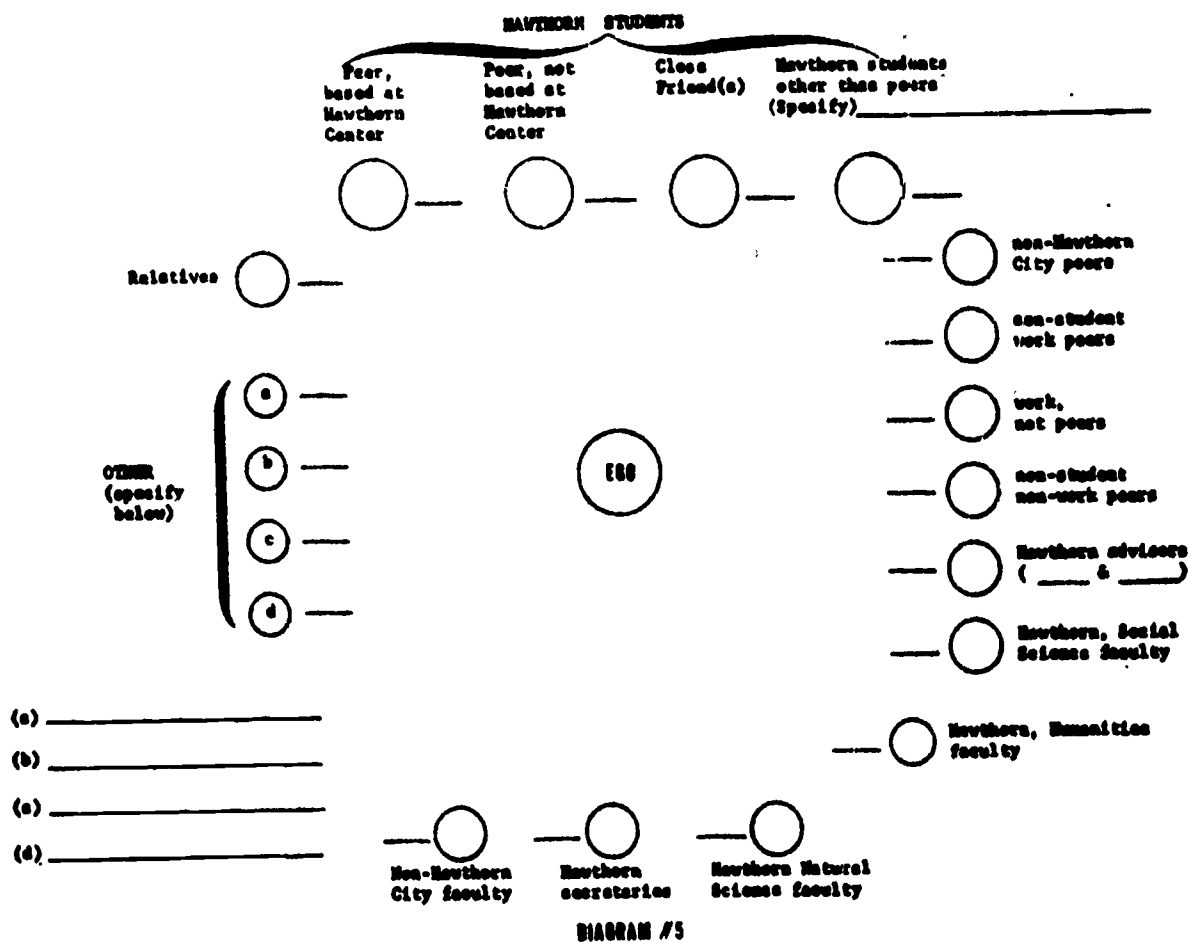 HAWTHORN STUDENTS
Peer,
based at
Hawthorn
Center
Peer, not
based at
Hawthorn
Center
Close
Friend(s)
Hawthorn students
other than peers
(Specify)
Relatives
non-Hawthorn
City peers
non-student
work peers
work,
not peers
non-student
non-work peers
Hawthorn advisors
( & )
Hawthorn, Social
Science faculty
Hawthorn, Humanities
faculty
OTHER
(specify
below)
a
b
c
d
EGO
(a)
(b)
(c)
(d)
Non-Hawthorn
City faculty
Hawthorn
secretaries
Hawthorn Natural
Science faculty
DIAGRAM #5